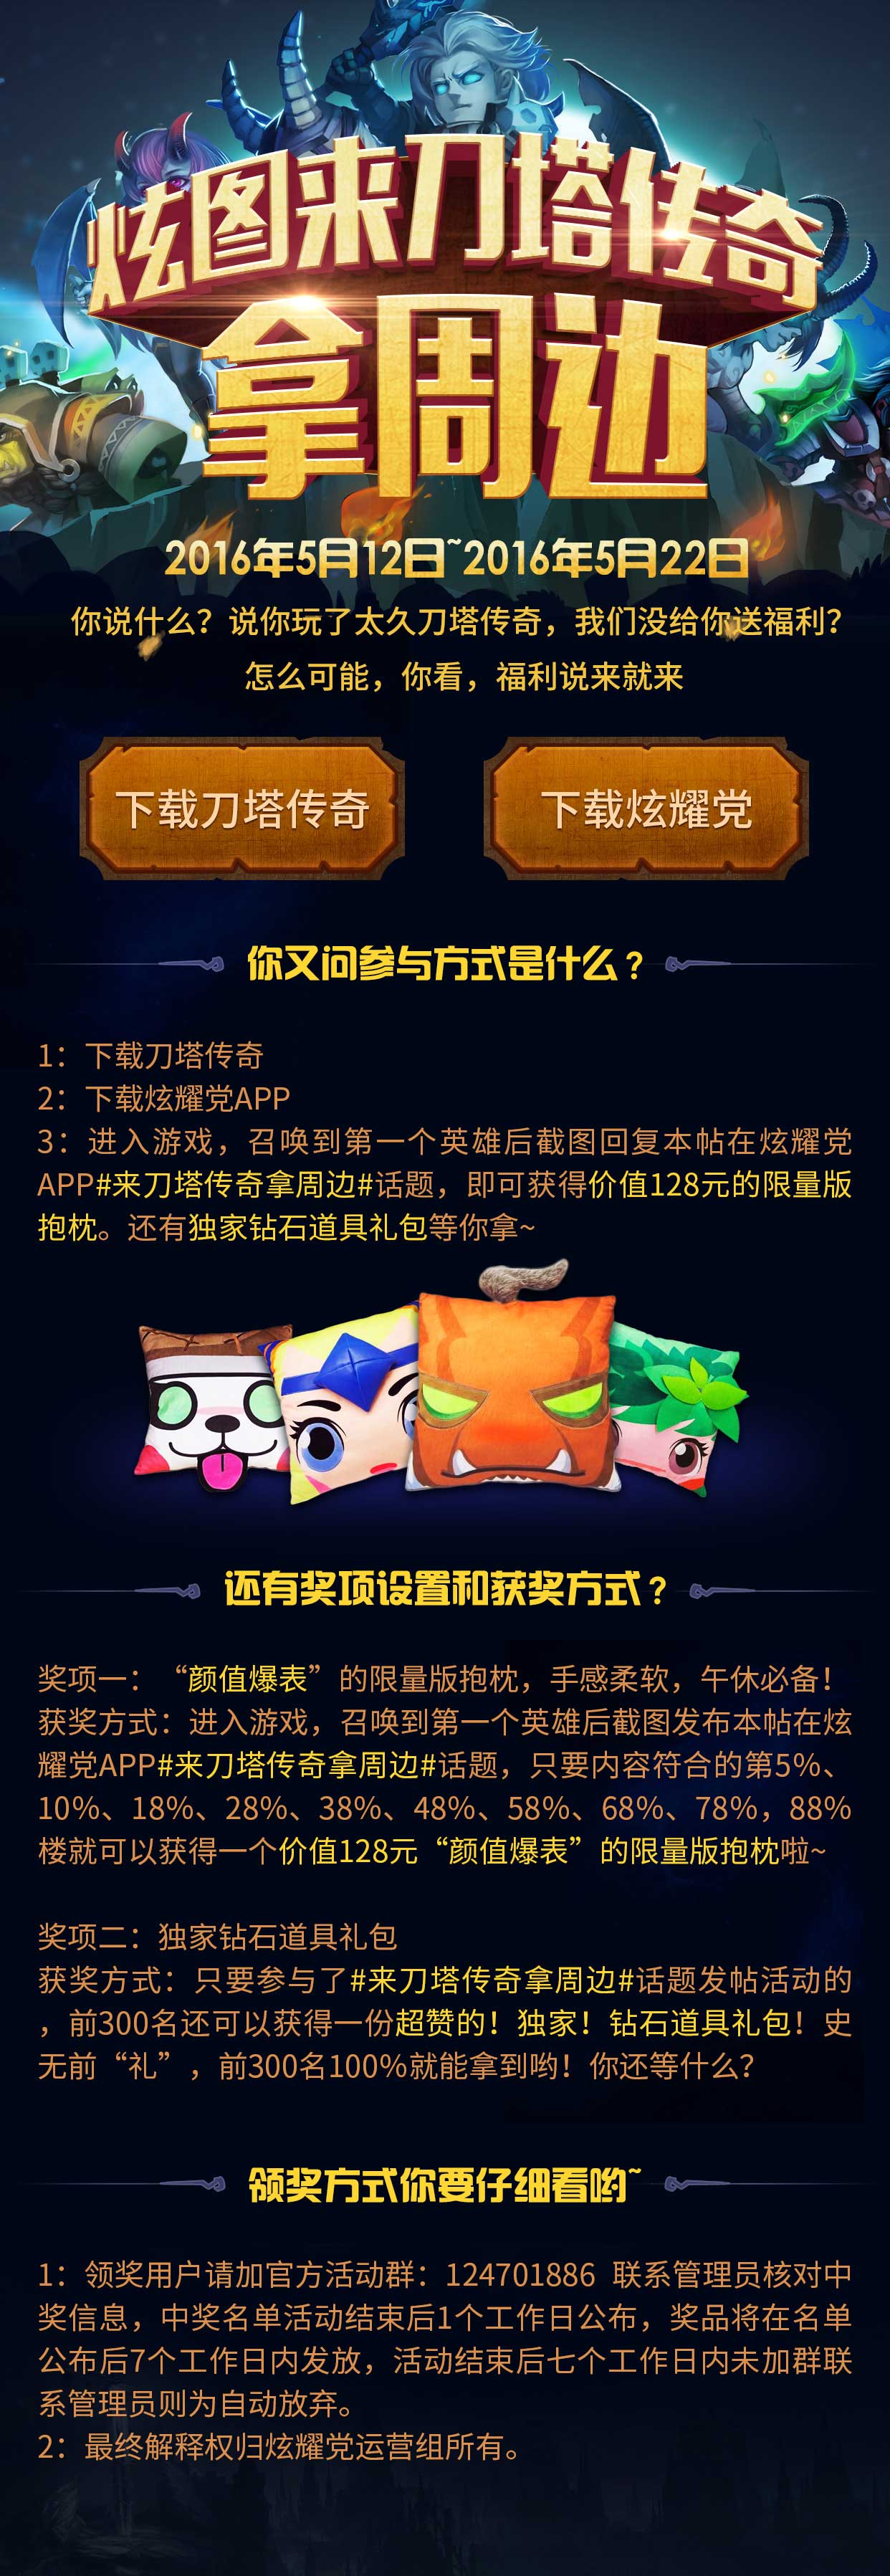 炫图来刀塔传奇
拿周边
2016年5月12日~2016年5月22日
你说什么？说你玩了太久刀塔传奇，我们没给你送福利？
怎么可能，你看，福利说来就来
下载刀塔传奇
下载炫耀党
你又问参与方式是什么？
1：下载刀塔传奇
2：下载炫耀党APP
3：进入游戏，召唤到第一个英雄后截图回复本帖在炫耀党
APP#来刀塔传奇拿周边#话题，即可获得价值128元的限量版
抱枕。还有独家钻石道具礼包等你拿~
还有奖项设置和获奖方式？
奖项一：“颜值爆表”的限量版抱枕，手感柔软，午休必备！
获奖方式：进入游戏，召唤到第一个英雄后截图发布本帖在炫
耀党APP#来刀塔传奇拿周边#话题，只要内容符合的第5%、
10%、18%、28%、38%、48%、58%、68%、78%，88%
楼就可以获得一个价值128元“颜值爆表”的限量版抱枕啦~
奖项二：独家钻石道具礼包
获奖方式：只要参与了#来刀塔传奇拿周边#话题发帖活动的
，前300名还可以获得一份超赞的！独家！钻石道具礼包！史
无前“礼”，前300名100%就能拿到哟！你还等什么？
领奖方式你要仔细看哟~
1：领奖用户请加官方活动群：124701886 联系管理员核对中
奖信息，中奖名单活动结束后1个工作日公布，奖品将在名单
公布后7个工作日内发放，活动结束后七个工作日内未加群联
系管理员则为自动放弃。
2：最终解释权归炫耀党运营组所有。